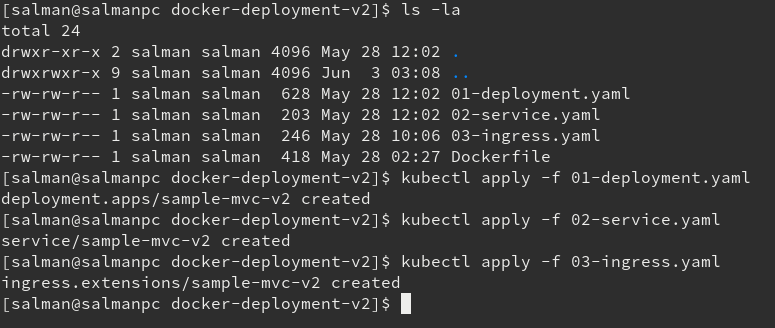 [salman@salmanpc docker-deployment-v2]$ ls -la
total 24
drwxr-xr-x 2 salman salman 4096 May 28 12:02 .
drwxrwxr-x 9 salman salman 4096 Jun  3 03:08 ..
-rw-rw-r-- 1 salman salman  628 May 28 12:02 01-deployment.yaml
-rw-rw-r-- 1 salman salman  203 May 28 12:02 02-service.yaml
-rw-rw-r-- 1 salman salman  246 May 28 10:06 03-ingress.yaml
-rw-rw-r-- 1 salman salman  418 May 28 02:27 Dockerfile
[salman@salmanpc docker-deployment-v2]$ kubectl apply -f 01-deployment.yaml
deployment.apps/sample-mvc-v2 created
[salman@salmanpc docker-deployment-v2]$ kubectl apply -f 02-service.yaml
service/sample-mvc-v2 created
[salman@salmanpc docker-deployment-v2]$ kubectl apply -f 03-ingress.yaml
ingress.extensions/sample-mvc-v2 created
[salman@salmanpc docker-deployment-v2]$